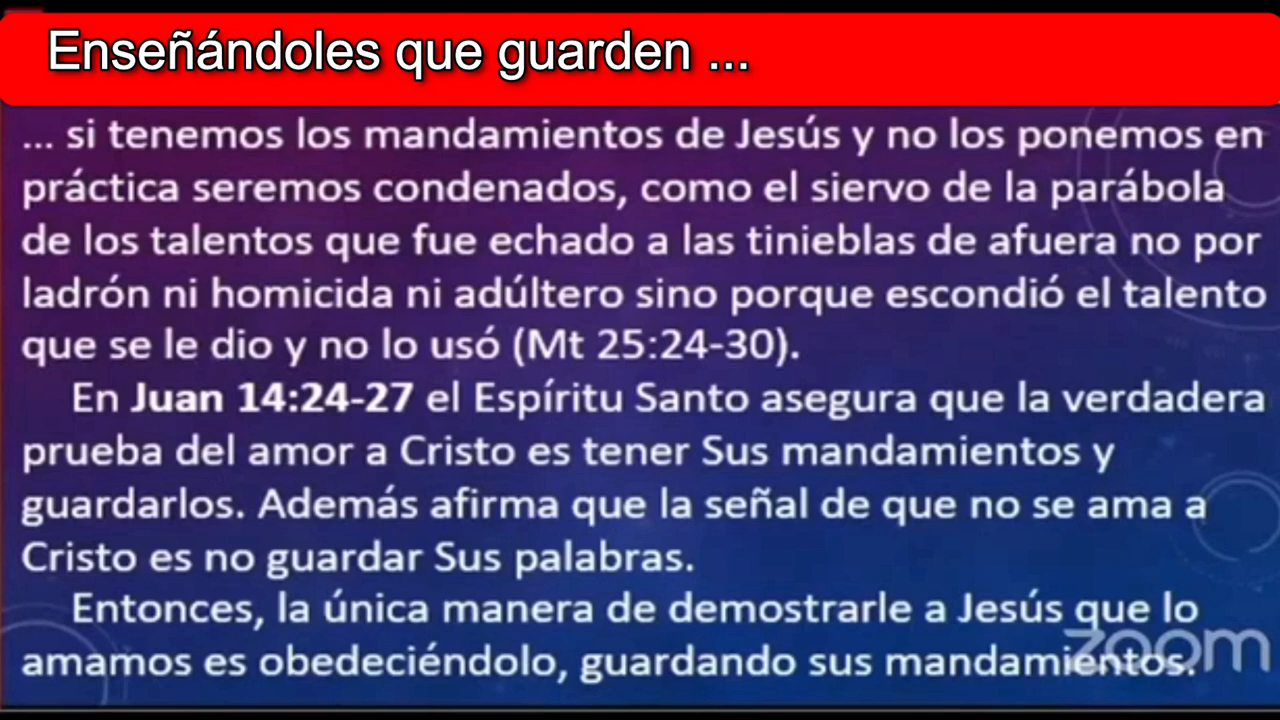 Enseñándoles que guarden ...
... si tenemos los mandamientos de Jesús y no los ponemos en
práctica seremos condenados, como el siervo de la parábola
de los talentos que fue echado a las tinieblas de afuera no por
ladrón ni homicida ni adúltero sino porque escondió el talento
que se le dio y no lo usó (Mt 25:24-30).
En Juan 14:24-27 el Espíritu Santo asegura que la verdadera
prueba del amor a Cristo es tener Sus mandamientos y
guardarlos. Además afirma que la señal de que no se ama a
Cristo es no guardar Sus palabras.
Entonces, la única manera de demostrarle a Jesús que lo
amamos es obedeciéndolo, guardando sus mandamientos.
zoom